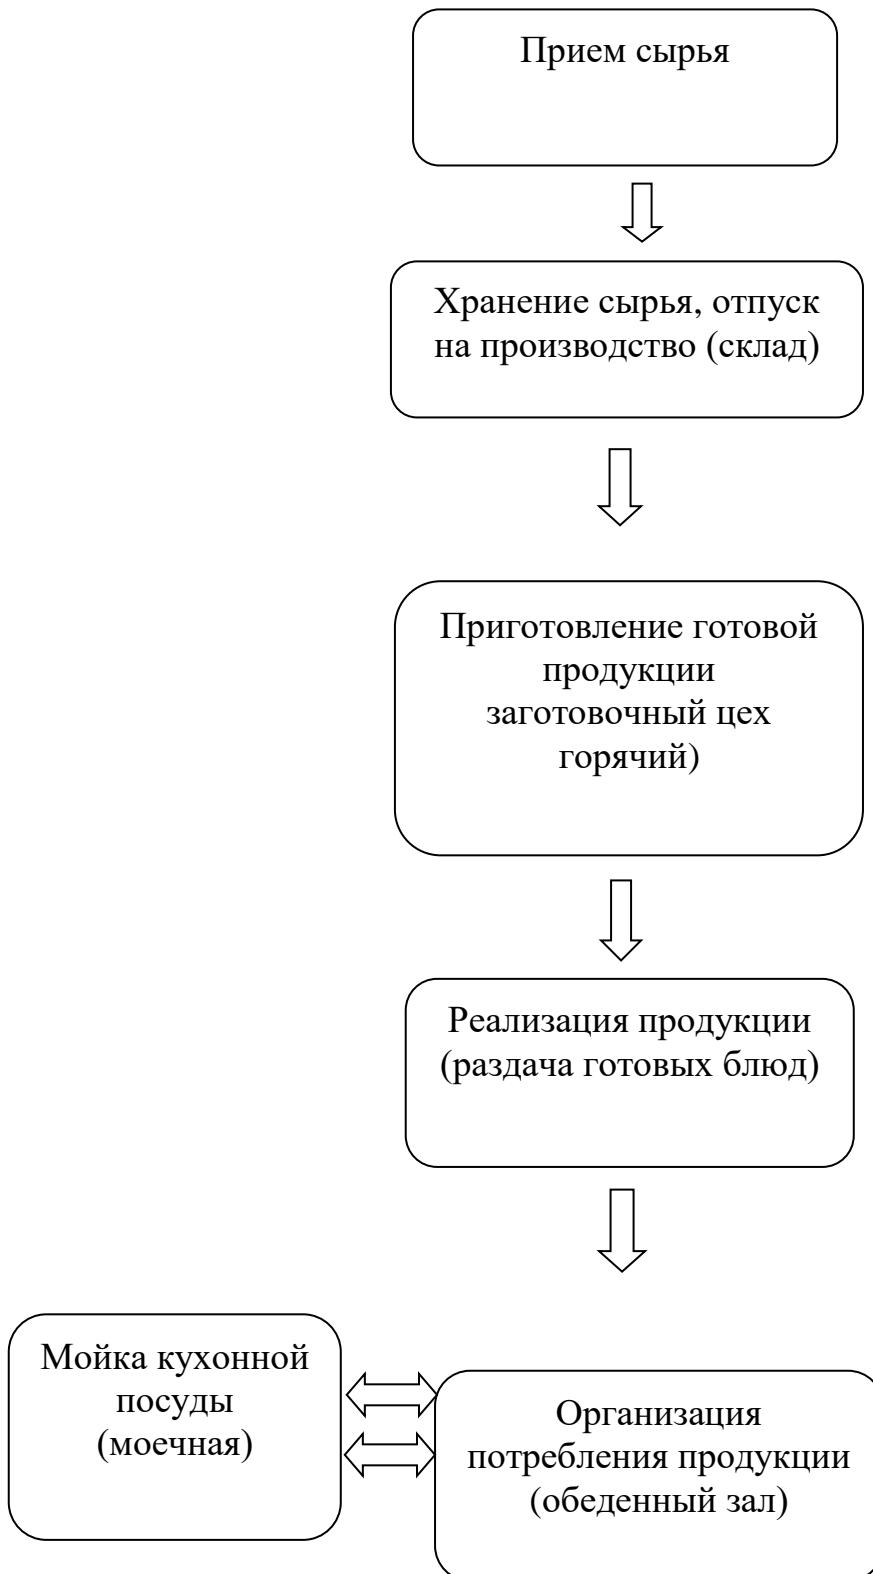 Прием сырья
Хранение сырья, отпуск
на производство (склад)
Приготовление готовой
продукции
заготовочный цех
горячий)
Реализация продукции
(раздача готовых блюд)
Мойка кухонной
посуды
(моечная)
Организация
потребления продукции
(обеденный зал)